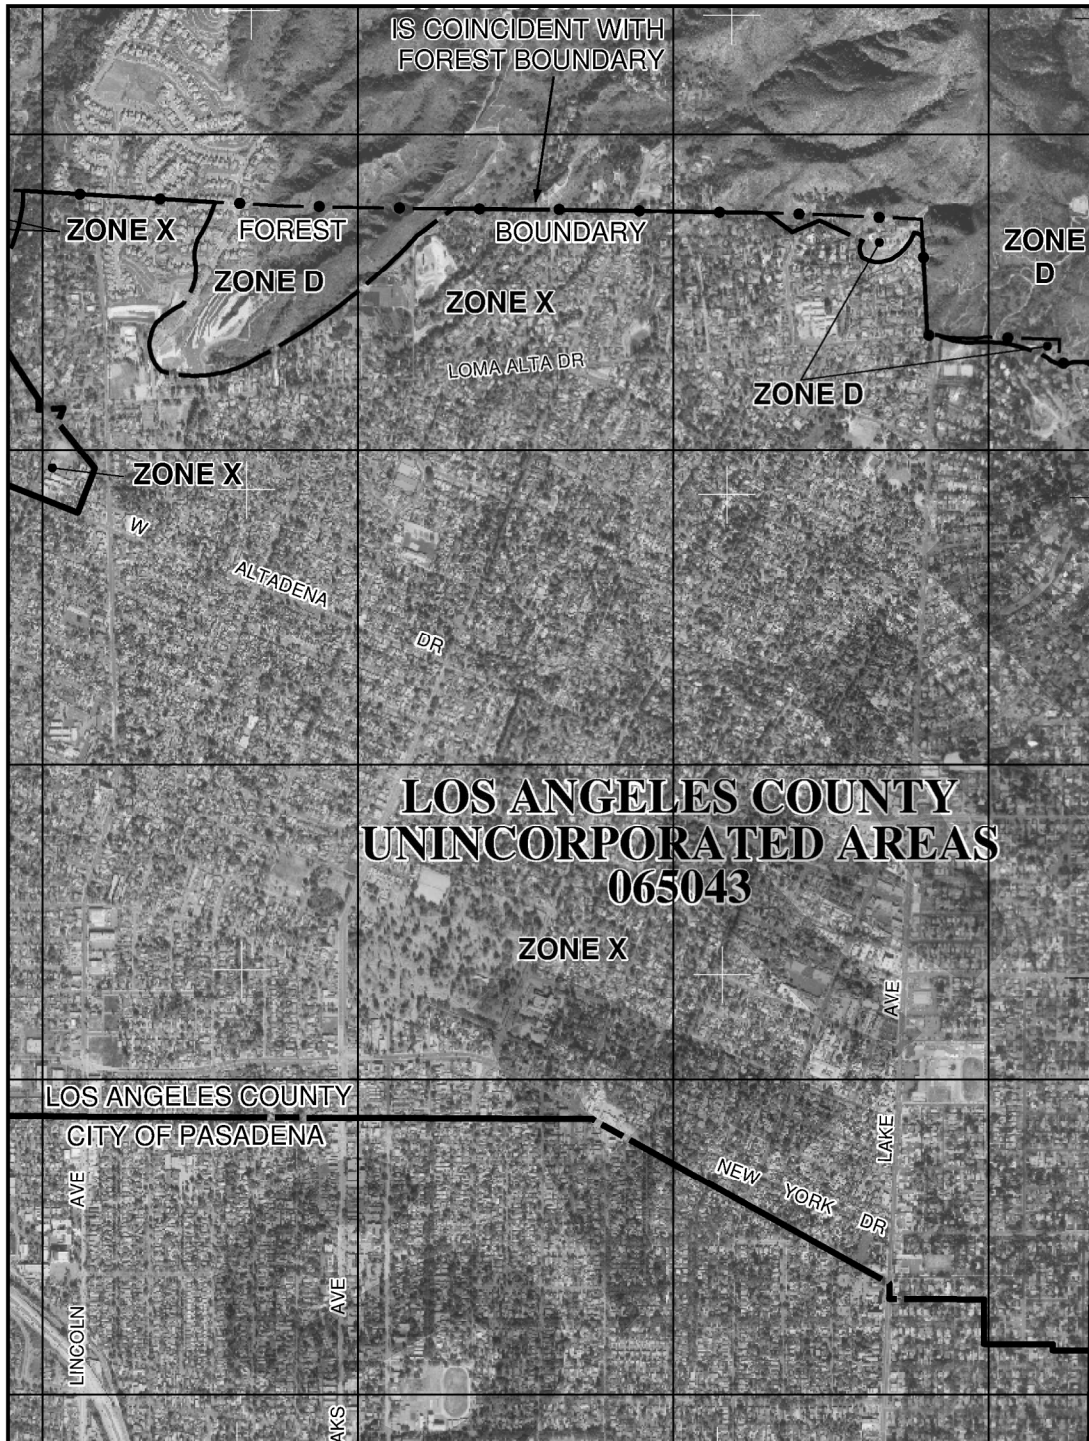 IS COINCIDENT WITH
FOREST BOUNDARY
ZONE X
FOREST
BOUNDARY
ZONE
D
ZONE D
ZONE X
LOMA ALTA DR
ZONE D
ZONE X
W
ALTADENA
DR
LOS ANGELES COUNTY
UNINCORPORATED AREAS
065043
ZONE X
AVE
LAKE
LOS ANGELES COUNTY
CITY OF PASADENA
AVE
LINCOLN
NEW YORK DR
AVE
AKS